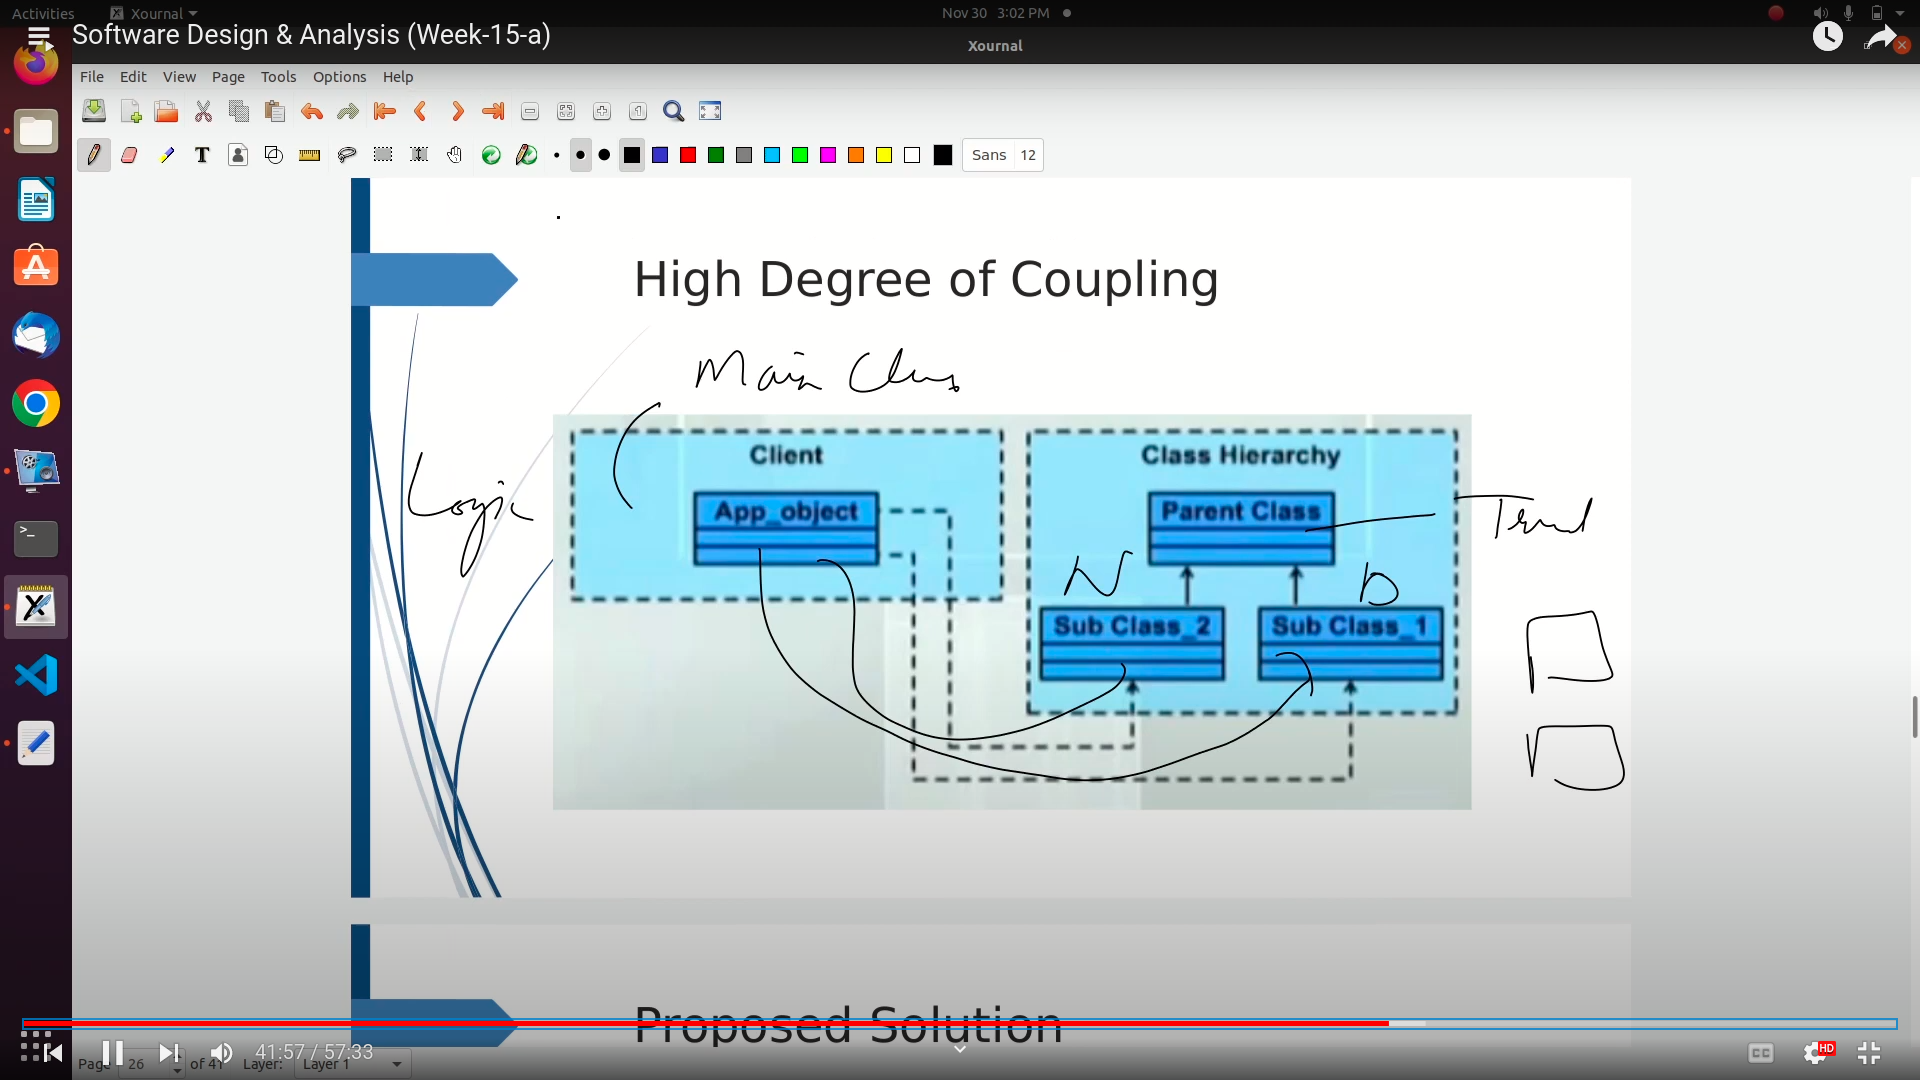 Activities Xournal Nov 30 3:02 PM
Software Design & Analysis (Week-15-a)
Xournal
File Edit View Page Tools Options Help
T Sans 12
High Degree of Coupling
Main Class
Logic
Client Class Hierarchy
App_object Parent Class
N D
Sub Class_2 Sub Class_1
Proposed Solution
41:57 / 57:33 CC HD
Page 26 of 41 Layer: Layer 1